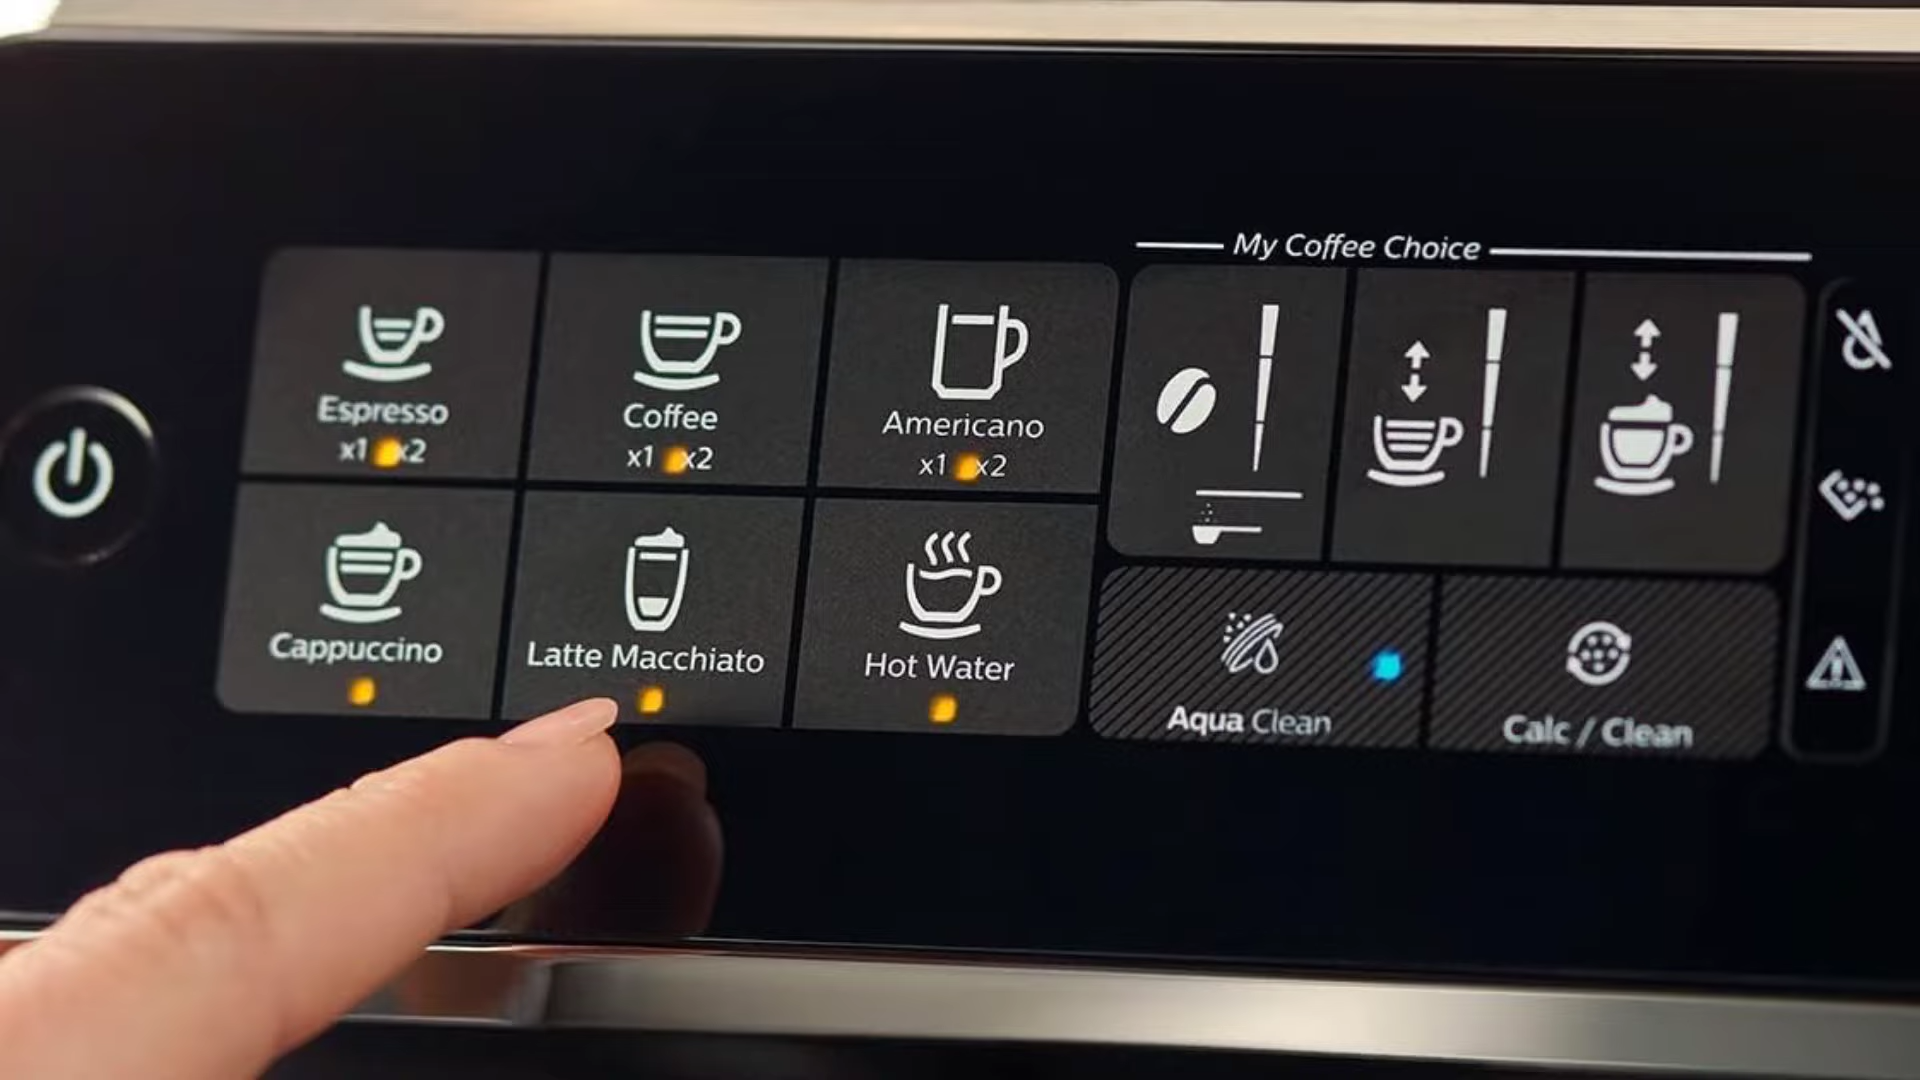 My Coffee Choice
Espresso
x1 x2
Coffee
x1 x2
Americano
x1 x2
Cappuccino
Latte Macchiato
Hot Water
Aqua Clean
Calc / Clean